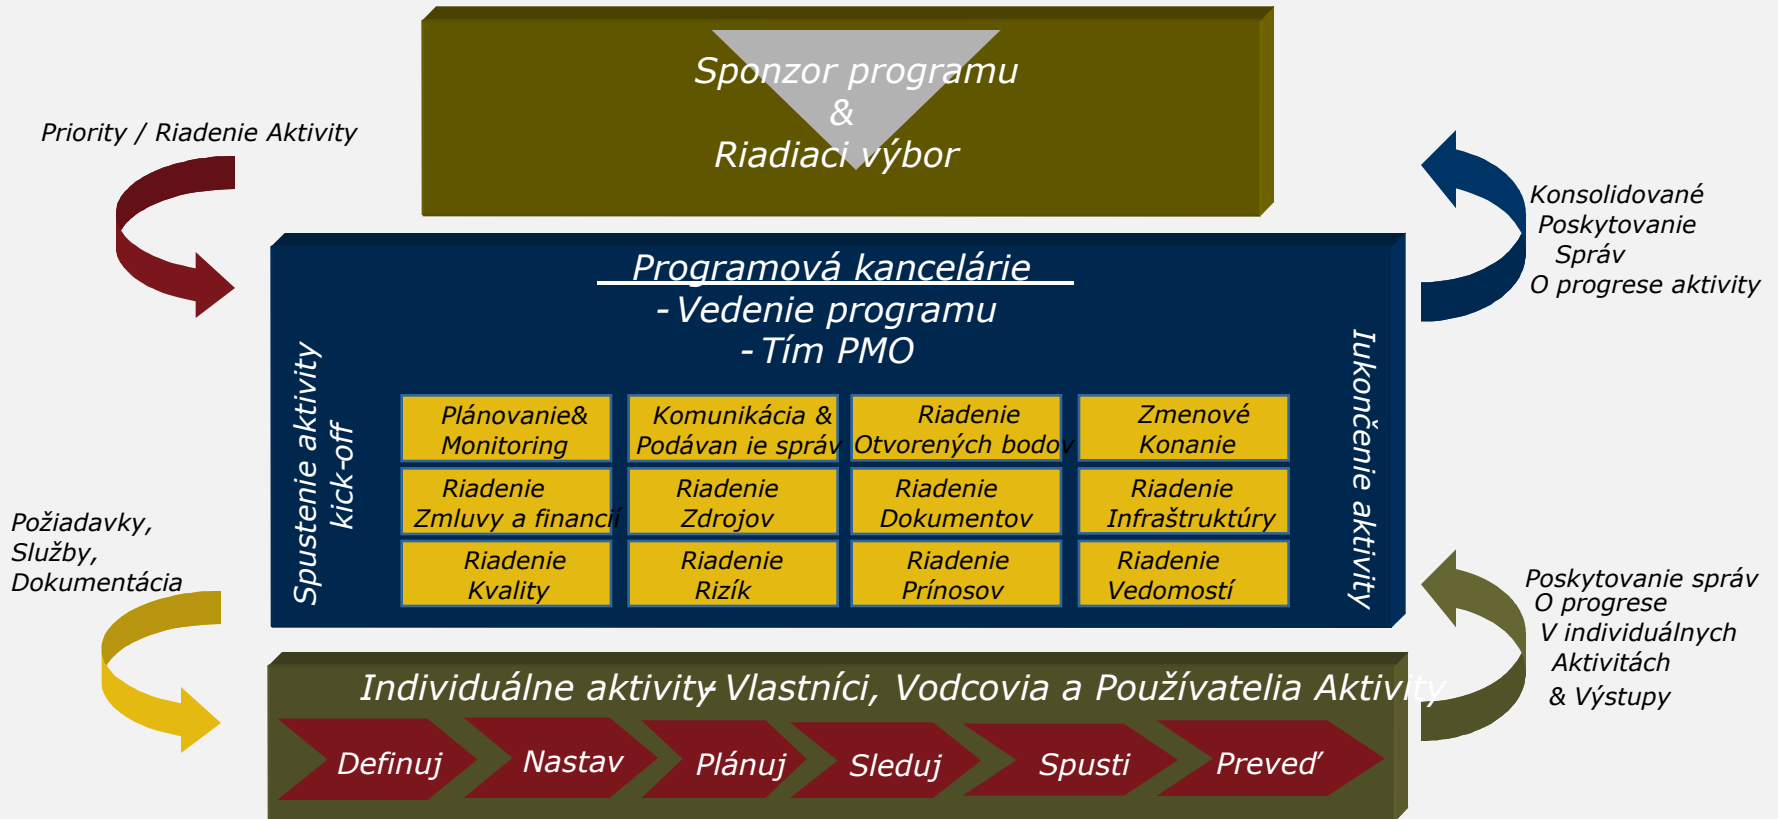 Sponzor programu
&
Riadiaci výbor
Priority / Riadenie Aktivity
Konsolidované
Poskytovanie
Správ
O progrese aktivity
Programová kancelárie
- Vedenie programu
- Tím PMO
Spustenie aktivity
kick-off
Iukončenie aktivity
Plánovanie&
Monitoring
Komunikácia &
Podávan ie správ
Riadenie
Otvorených bodov
Zmenové
Konanie
Riadenie
Zmluvy a financií
Riadenie
Zdrojov
Riadenie
Dokumentov
Riadenie
Infraštruktúry
Riadenie
Kvality
Riadenie
Rizík
Riadenie
Prínosov
Riadenie
Vedomostí
Požiadavky,
Služby,
Dokumentácia
Poskytovanie správ
O progrese
V individuálnych
Aktivitách
& Výstupy
Individuálne aktivity- Vlastníci, Vodcovia a Používatelia Aktivity
Definuj
Nastav
Plánuj
Sleduj
Spusti
Preveď